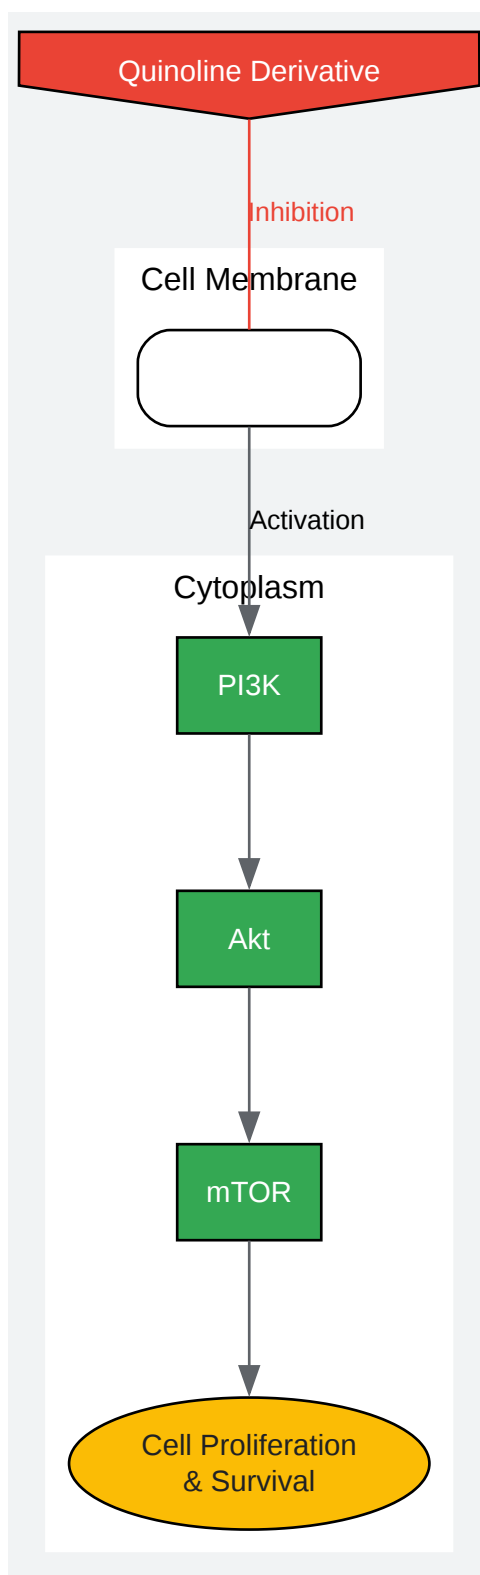 Quinoline Derivative
Inhibition
Cell Membrane
Activation
Cytoplasm
PI3K
Akt
mTOR
Cell Proliferation
& Survival